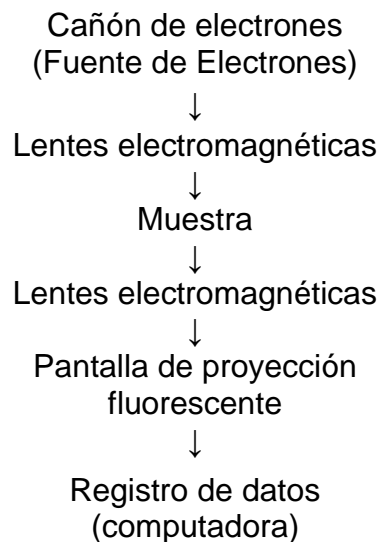 Cañón de electrones
(Fuente de Electrones)
↓
Lentes electromagnéticas
↓
Muestra
↓
Lentes electromagnéticas
↓
Pantalla de proyección
fluorescente
↓
Registro de datos
(computadora)